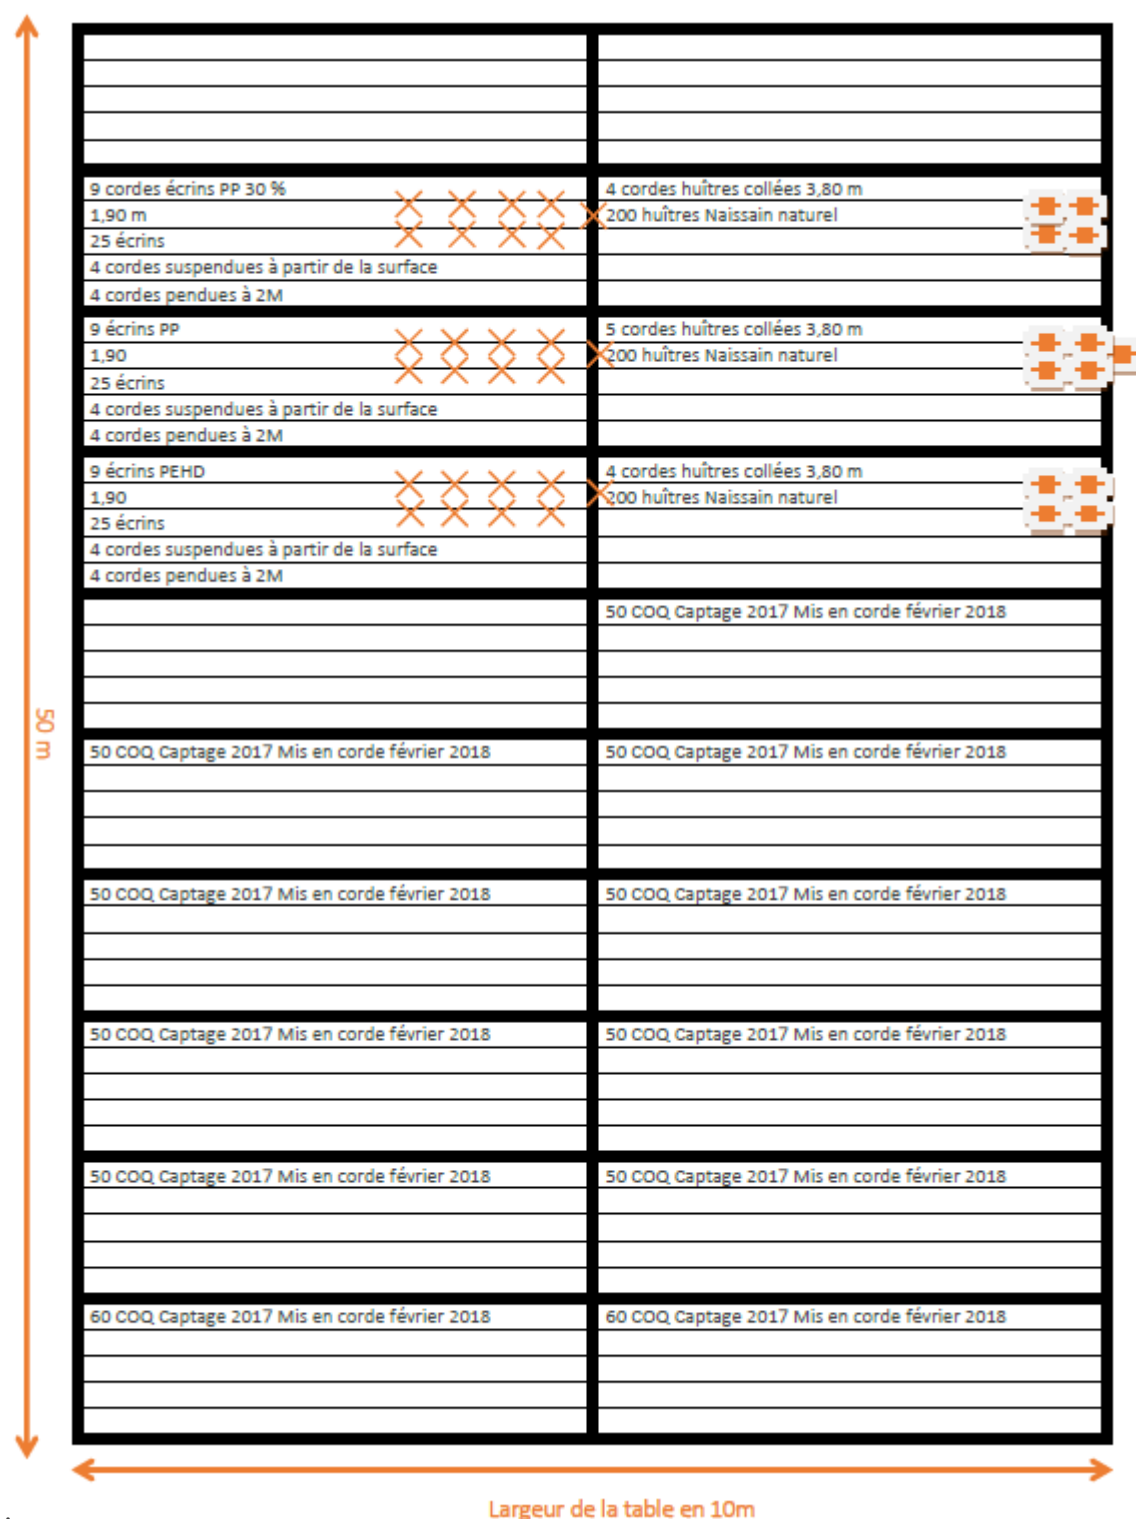 9 cordes écrins PP 30 %
1,90 m
25 écrins
4 cordes suspendues à partir de la surface
4 cordes pendues à 2M
4 cordes huîtres collées 3,80 m
200 huîtres Naissain naturel
9 écrins PP
1,90
25 écrins
4 cordes suspendues à partir de la surface
4 cordes pendues à 2M
5 cordes huîtres collées 3,80 m
200 huîtres Naissain naturel
9 écrins PEHD
1,90
25 écrins
4 cordes suspendues à partir de la surface
4 cordes pendues à 2M
4 cordes huîtres collées 3,80 m
200 huîtres Naissain naturel
50 COQ Captage 2017 Mis en corde février 2018
50 m
50 COQ Captage 2017 Mis en corde février 2018
50 COQ Captage 2017 Mis en corde février 2018
50 COQ Captage 2017 Mis en corde février 2018
50 COQ Captage 2017 Mis en corde février 2018
50 COQ Captage 2017 Mis en corde février 2018
50 COQ Captage 2017 Mis en corde février 2018
50 COQ Captage 2017 Mis en corde février 2018
50 COQ Captage 2017 Mis en corde février 2018
60 COQ Captage 2017 Mis en corde février 2018
60 COQ Captage 2017 Mis en corde février 2018
Largeur de la table en 10m